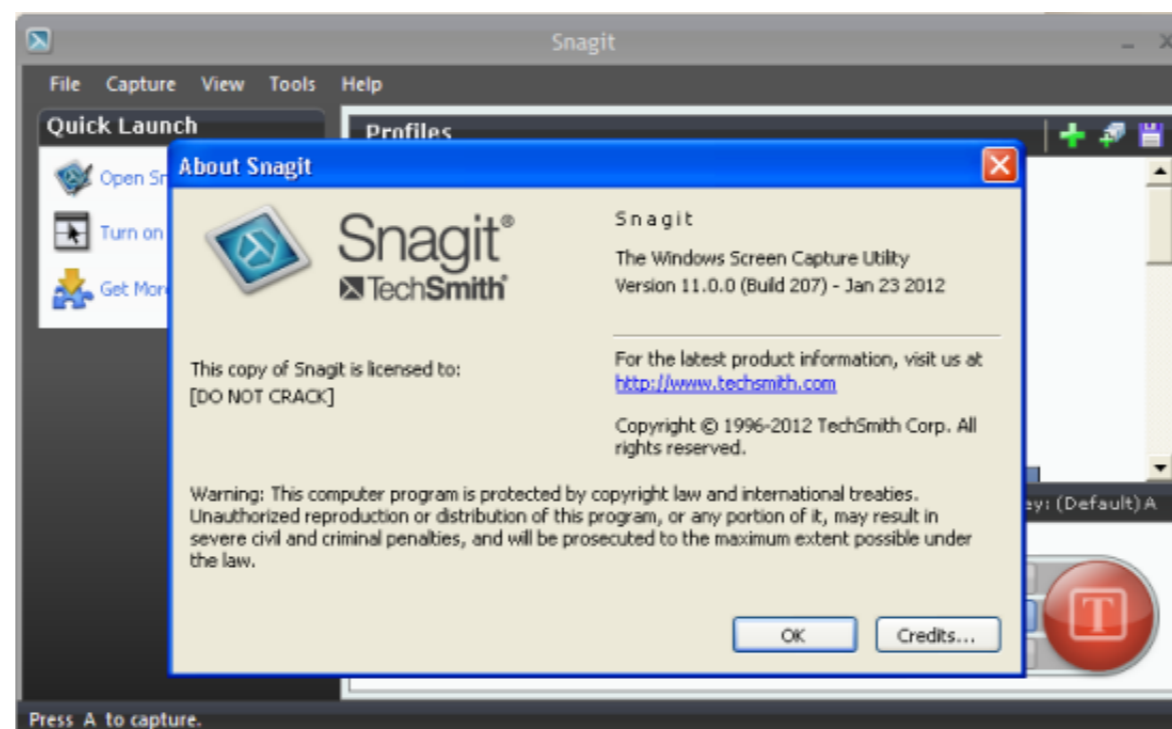 Snagit
File Capture View Tools Help
Quick Launch
Profiles
Open Sn
Turn on
Get More
About Snagit
Snagit®
TechSmith®
Snagit
The Windows Screen Capture Utility
Version 11.0.0 (Build 207) - Jan 23 2012
This copy of Snagit is licensed to:
[DO NOT CRACK]
For the latest product information, visit us at
http://www.techsmith.com
Copyright © 1996-2012 TechSmith Corp. All
rights reserved.
Warning: This computer program is protected by copyright law and international treaties.
Unauthorized reproduction or distribution of this program, or any portion of it, may result in
severe civil and criminal penalties, and will be prosecuted to the maximum extent possible under
the law.
ey: (Default) A
T
OK Credits...
Press A to capture.